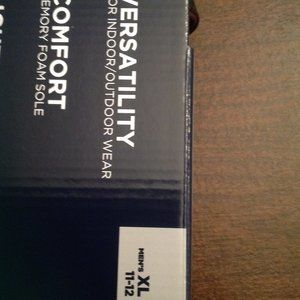 VERSATILITY
OR INDOOR/OUTDOOR WEAR
COMFORT
EMORY FOAM SOLE
MEN'S XL
11-12